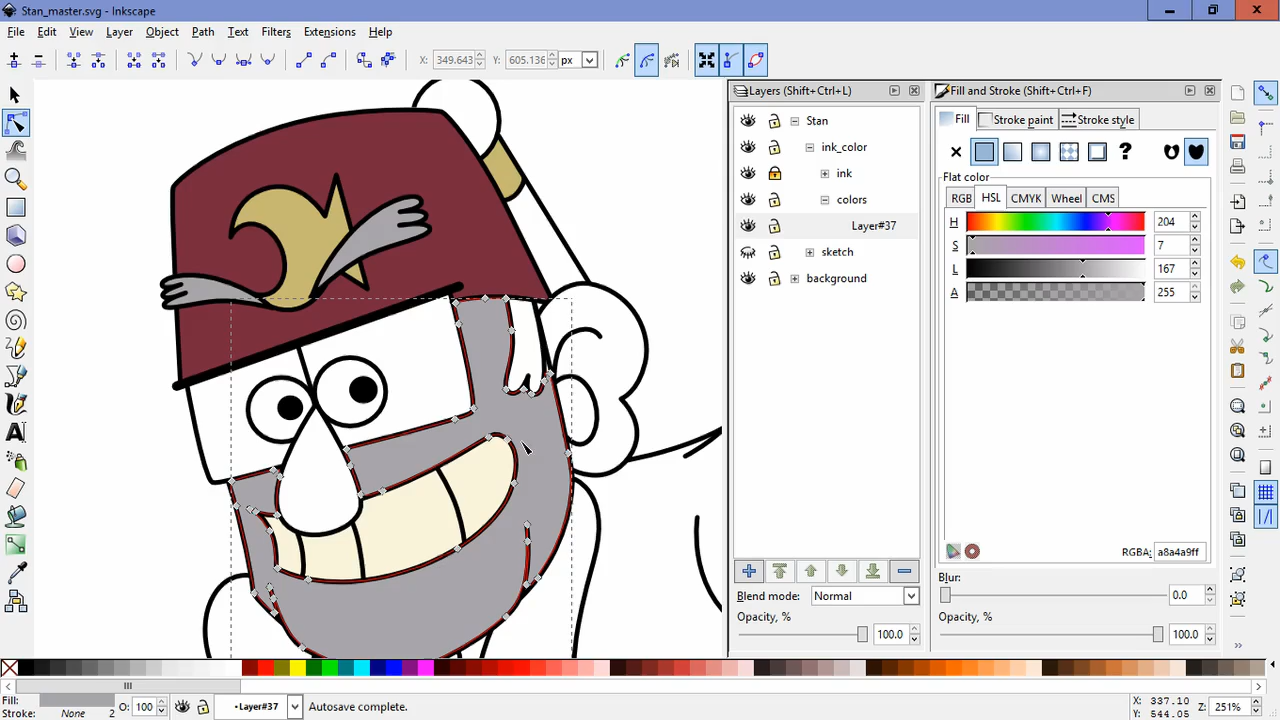 Stan_master.svg - Inkscape
File Edit View Layer Object Path Text Filters Extensions Help
X: 349.643 Y: 605.136 px
Layers (Shift+Ctrl+L)
Fill and Stroke (Shift+Ctrl+F)
Stan
Fill Stroke paint Stroke style
ink_color
?
ink
Flat color
colors
RGB HSL CMYK Wheel CMS
Layer#37
H 204
S 7
sketch
L 167
background
A 255
RGBA: a8a4a9ff
Blur:
Blend mode: Normal
0.0
Opacity, %
Opacity, %
100.0
100.0
Fill:
Stroke: None 2
O: 100
•Layer#37
Autosave complete.
X: 337.10
Y: 544.05
Z: 251%